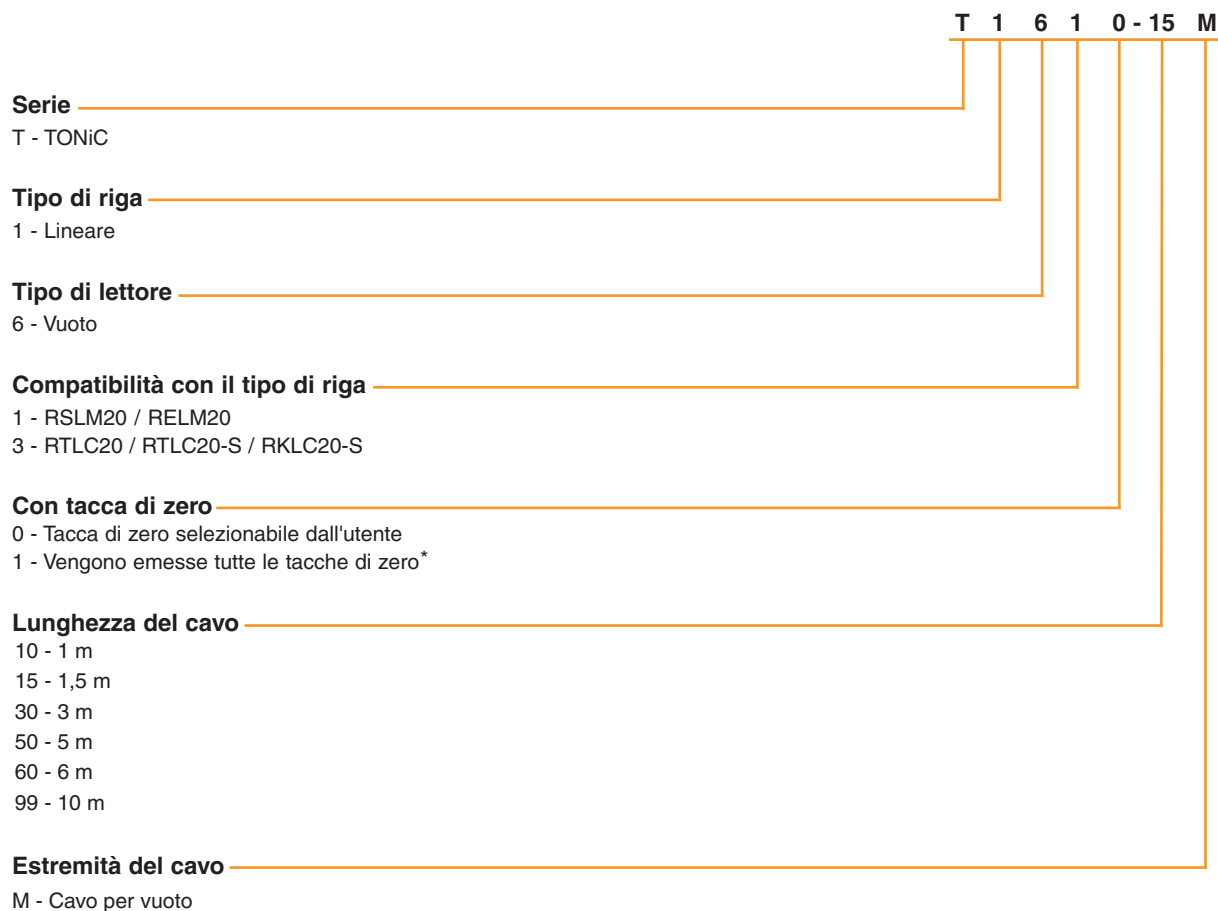 T 1 6 1 0 - 15 M
Serie
T - TONiC
Tipo di riga
1 - Lineare
Tipo di lettore
6 - Vuoto
Compatibilità con il tipo di riga
1 - RSLM20 / RELM20
3 - RTLC20 / RTLC20-S / RKLC20-S
Con tacca di zero
0 - Tacca di zero selezionabile dall'utente
1 - Vengono emesse tutte le tacche di zero*
Lunghezza del cavo
10 - 1 m
15 - 1,5 m
30 - 3 m
50 - 5 m
60 - 6 m
99 - 10 m
Estremità del cavo
M - Cavo per vuoto